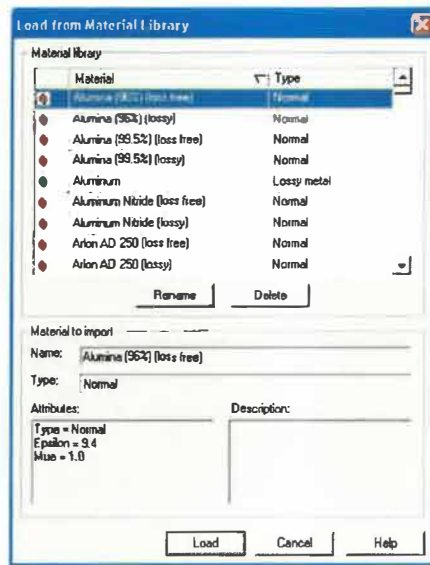 Load from Material Library
Material library
Material Type
Alumina (96%) (loss free) Normal
Alumina (96%) (lossy) Normal
Alumina (99.5%) (loss free) Normal
Alumina (99.5%) (lossy) Normal
Aluminum Lossy metal
Aluminum Nitride (loss free) Normal
Aluminum Nitride (lossy) Normal
Arlon AD 250 (loss free) Normal
Arlon AD 250 (lossy) Normal
Rename Delete
Material to import
Name: Alumina (96%) (loss free)
Type: Normal
Attributes: Description:
Type = Normal
Epsilon = 9.4
Mue = 1.0
Load Cancel Help